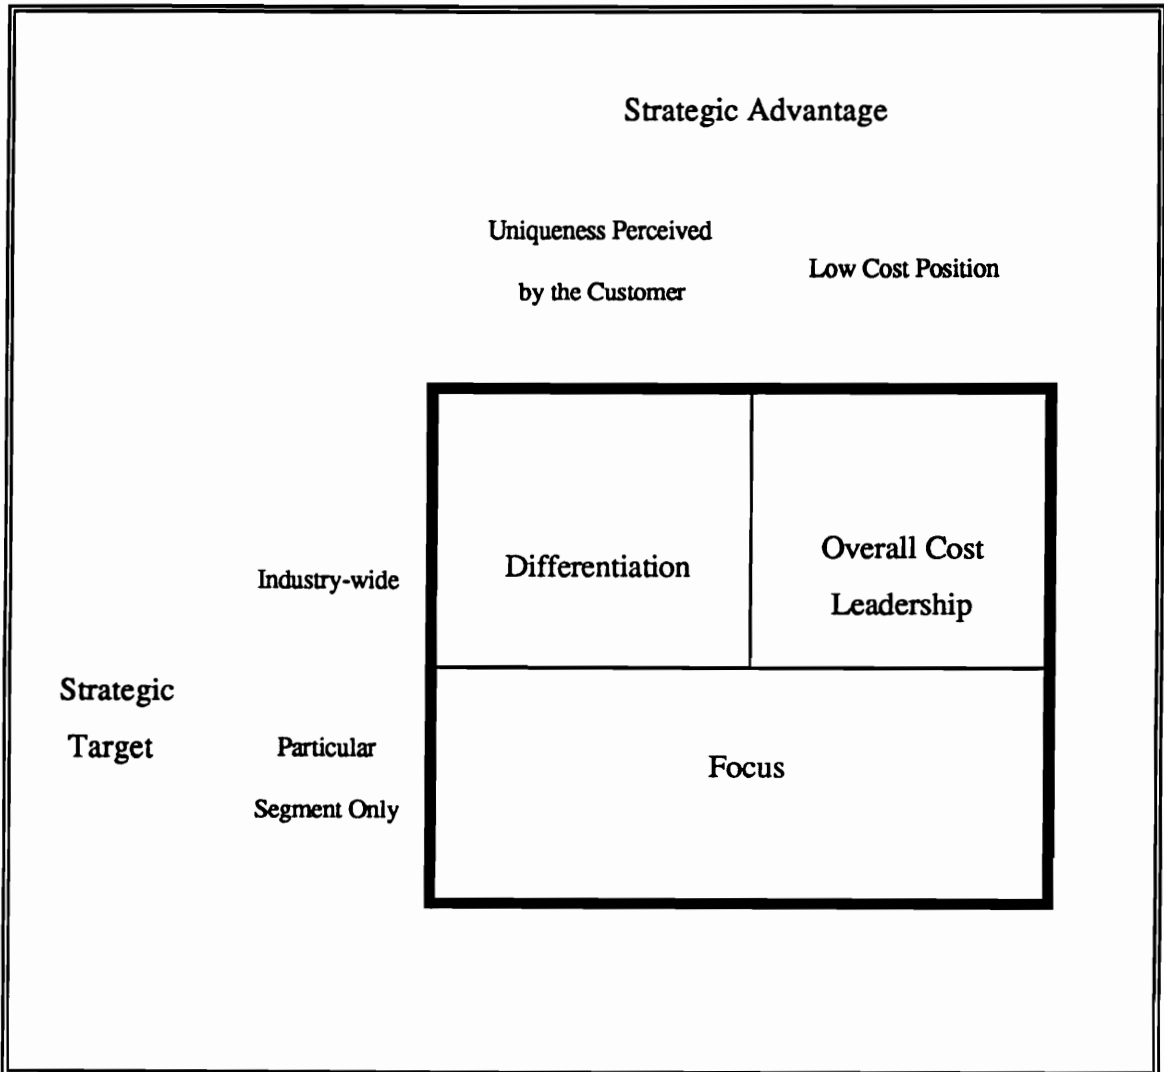 Strategic Advantage
Uniqueness Perceived
by the Customer
Low Cost Position
Industry-wide
Differentiation
Overall Cost
Leadership
Strategic
Target
Particular
Segment Only
Focus